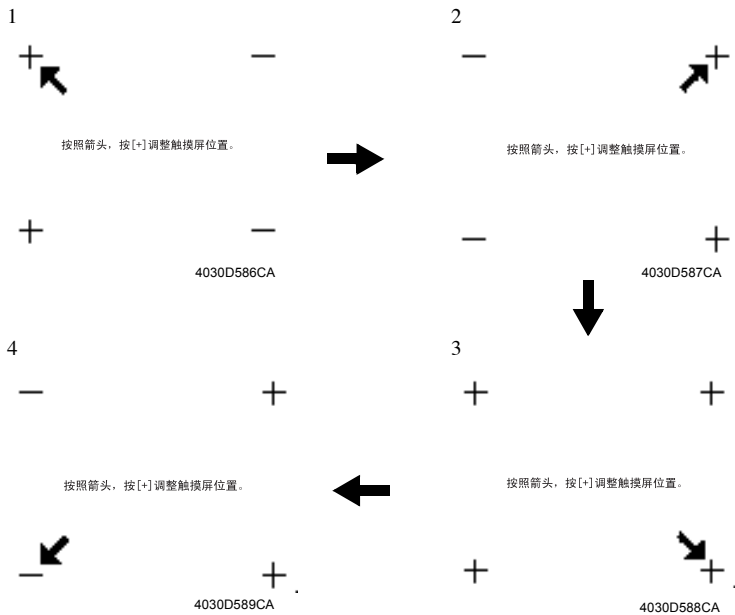 1
+ —
按照箭头，按[+]调整触摸屏位置。
+ —
4030D586CA
2
— +
按照箭头，按[+]调整触摸屏位置。
— +
4030D587CA
3
+ +
按照箭头，按[+]调整触摸屏位置。
+ +
4030D588CA
4
— +
按照箭头，按[+]调整触摸屏位置。
— +
4030D589CA